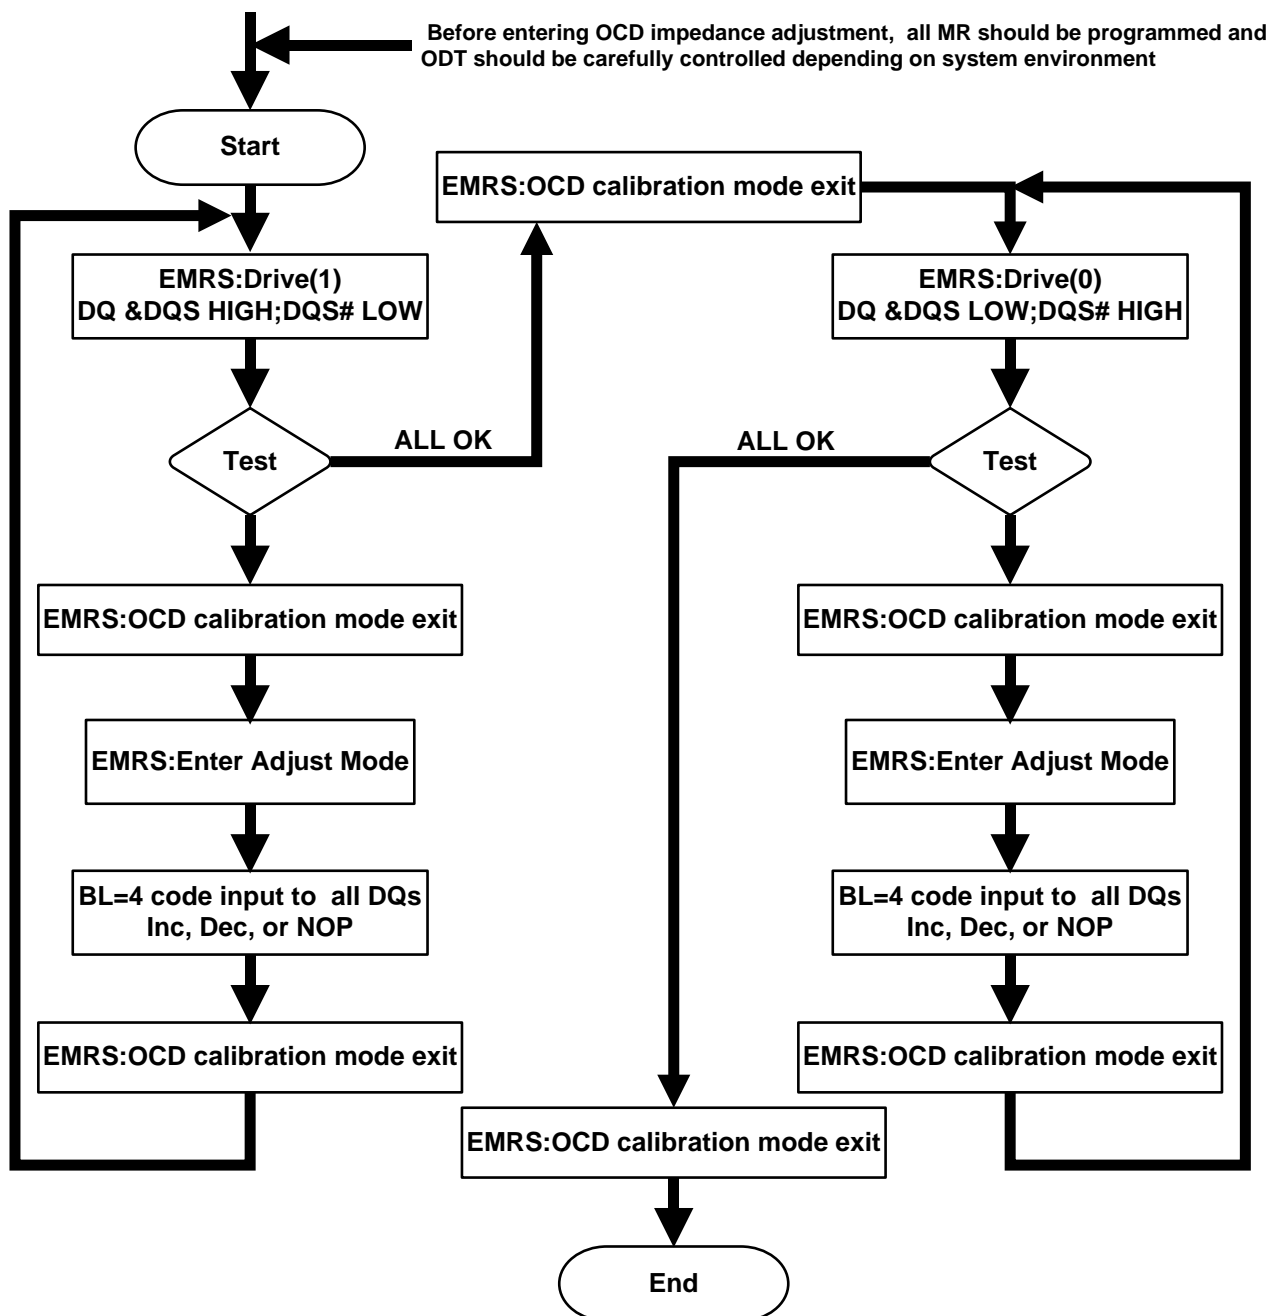 Before entering OCD impedance adjustment, all MR should be programmed and
ODT should be carefully controlled depending on system environment
Start
EMRS:OCD calibration mode exit
EMRS:Drive(1)
DQ &DQS HIGH;DQS# LOW
EMRS:Drive(0)
DQ &DQS LOW;DQS# HIGH
ALL OK
ALL OK
Test
Test
EMRS:OCD calibration mode exit
EMRS:OCD calibration mode exit
EMRS:Enter Adjust Mode
EMRS:Enter Adjust Mode
BL=4 code input to all DQs
Inc, Dec, or NOP
BL=4 code input to all DQs
Inc, Dec, or NOP
EMRS:OCD calibration mode exit
EMRS:OCD calibration mode exit
EMRS:OCD calibration mode exit
End